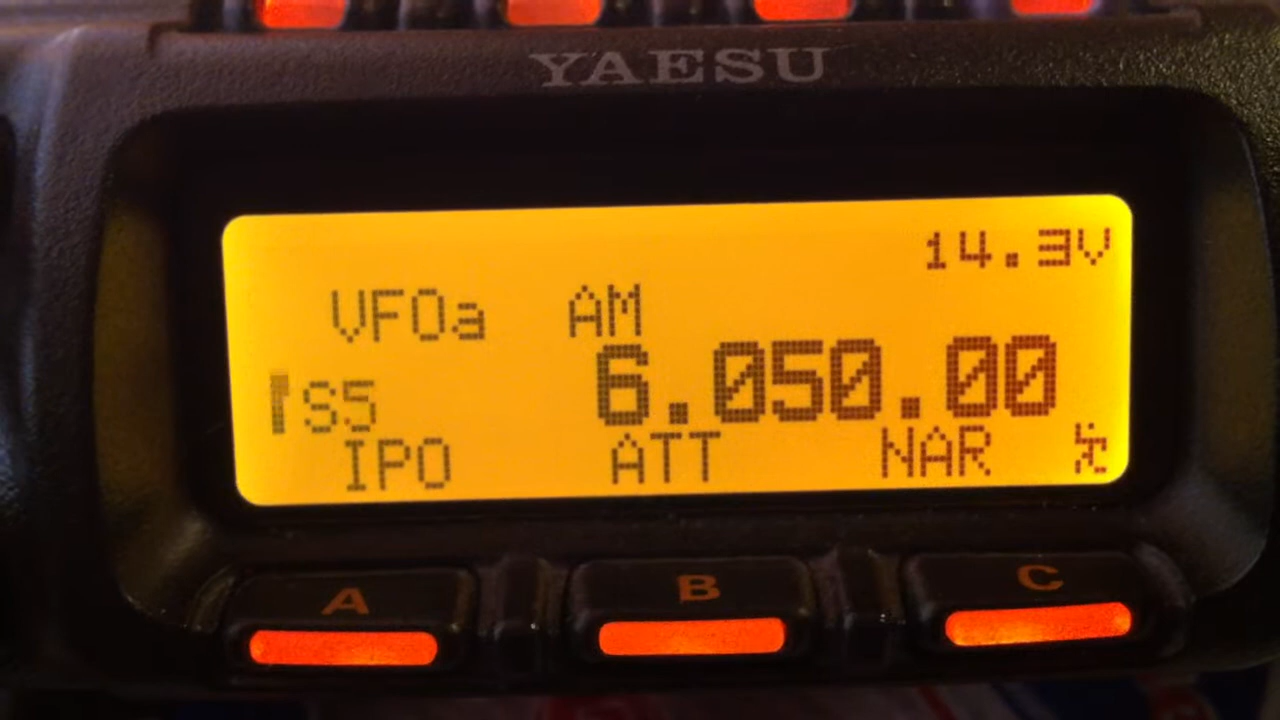 YAESU
14.3V
VFOa AM
6.050.00
S5
IPO ATT NAR
A B C